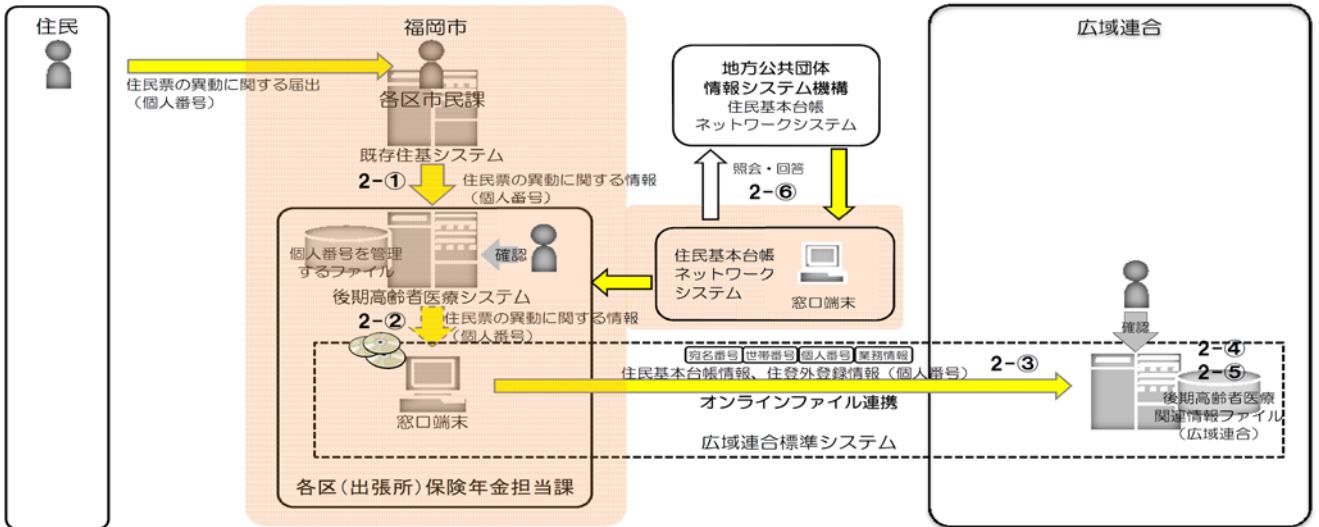 住民
住民票の異動に関する届出
（個人番号）
福岡市
各区市民課
既存住基システム
2-①
住民票の異動に関する情報
（個人番号）
個人番号を管理
するファイル
確認
後期高齢者医療システム
2-②
住民票の異動に関する情報
（個人番号）
窓口端末
各区（出張所）保険年金担当課
地方公共団体
情報システム機構
住民基本台帳
ネットワークシステム
照会・回答
2-⑥
住民基本台帳
ネットワーク
システム
窓口端末
宛名番号 世帯番号 個人番号 業務情報
2-③
住民基本台帳情報、住登外登録情報（個人番号）
オンラインファイル連携
広域連合標準システム
広域連合
確認
2-④
2-⑤
後期高齢者医療
関連情報ファイル
（広域連合）